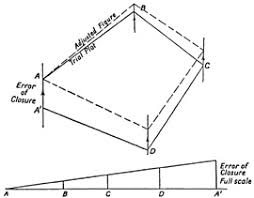 B
Adjusted Figure
Trial Plot
A
Error of
Closure
A'
C
D
Error of
Closure
Full scale
A B C D A'